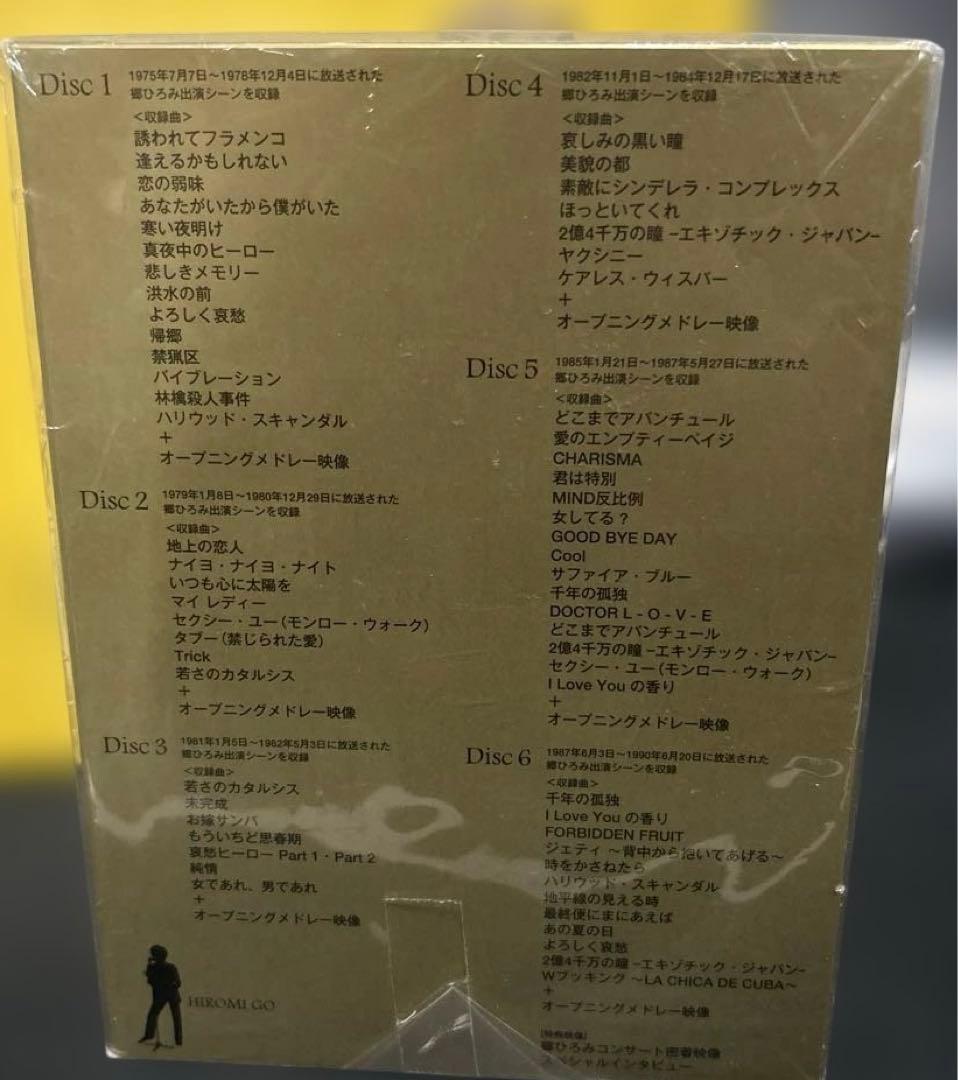 Disc 1
1975年7月7日〜1978年12月4日に放送された
郷ひろみ出演シーンを収録
<収録曲>
誘われてフラメンコ
逢えるかもしれない
恋の弱味
あなたがいたから僕がいた
寒い夜明け
真夜中のヒーロー
悲しきメモリー
洪水の前
よろしく哀愁
帰郷
禁猟区
バイブレーション
林檎殺人事件
ハリウッド・スキャンダル
+
オープニングメドレー映像
Disc 2
1979年1月8日〜1980年12月29日に放送された
郷ひろみ出演シーンを収録
<収録曲>
地上の恋人
ナイヨ・ナイヨ・ナイト
いつも心に太陽を
マイ レディー
セクシー・ユー(モンロー・ウォーク)
タブー(禁じられた愛)
Trick
若さのカタルシス
+
オープニングメドレー映像
Disc 3
1981年1月5日〜1982年5月3日に放送された
郷ひろみ出演シーンを収録
<収録曲>
若さのカタルシス
未完成
お嫁サンバ
もういちど思春期
哀愁ヒーロー Part 1・Part 2
純情
女であれ、男であれ
+
オープニングメドレー映像
HIROMI GO
Disc 4
1982年11月1日〜1984年12月17日に放送された
郷ひろみ出演シーンを収録
<収録曲>
哀しみの黒い瞳
美貌の都
素敵にシンデレラ・コンプレックス
ほっといてくれ
2億4千万の瞳 −エキゾチック・ジャパン−
ヤクシニー
ケアレス・ウィスパー
+
オープニングメドレー映像
Disc 5
1985年1月21日〜1987年5月27日に放送された
郷ひろみ出演シーンを収録
<収録曲>
どこまでアバンチュール
愛のエンプティーペイジ
CHARISMA
君は特別
MIND反比例
女してる？
GOOD BYE DAY
Cool
サファイア・ブルー
千年の孤独
DOCTOR L - O - V - E
どこまでアバンチュール
2億4千万の瞳 −エキゾチック・ジャパン−
セクシー・ユー(モンロー・ウォーク)
I Love You の香り
+
オープニングメドレー映像
Disc 6
1987年6月3日〜1990年6月20日に放送された
郷ひろみ出演シーンを収録
<収録曲>
千年の孤独
I Love You の香り
FORBIDDEN FRUIT
ジェティ 〜背中から抱いてあげる〜
時をかさねたら
ハリウッド・スキャンダル
地平線の見える時
最終便にまにあえば
あの夏の日
よろしく哀愁
2億4千万の瞳 −エキゾチック・ジャパン−
Wブッキング 〜LA CHICA DE CUBA〜
+
オープニングメドレー映像
[特典映像]
郷ひろみコンサート密着映像
スペシャルインタビュー